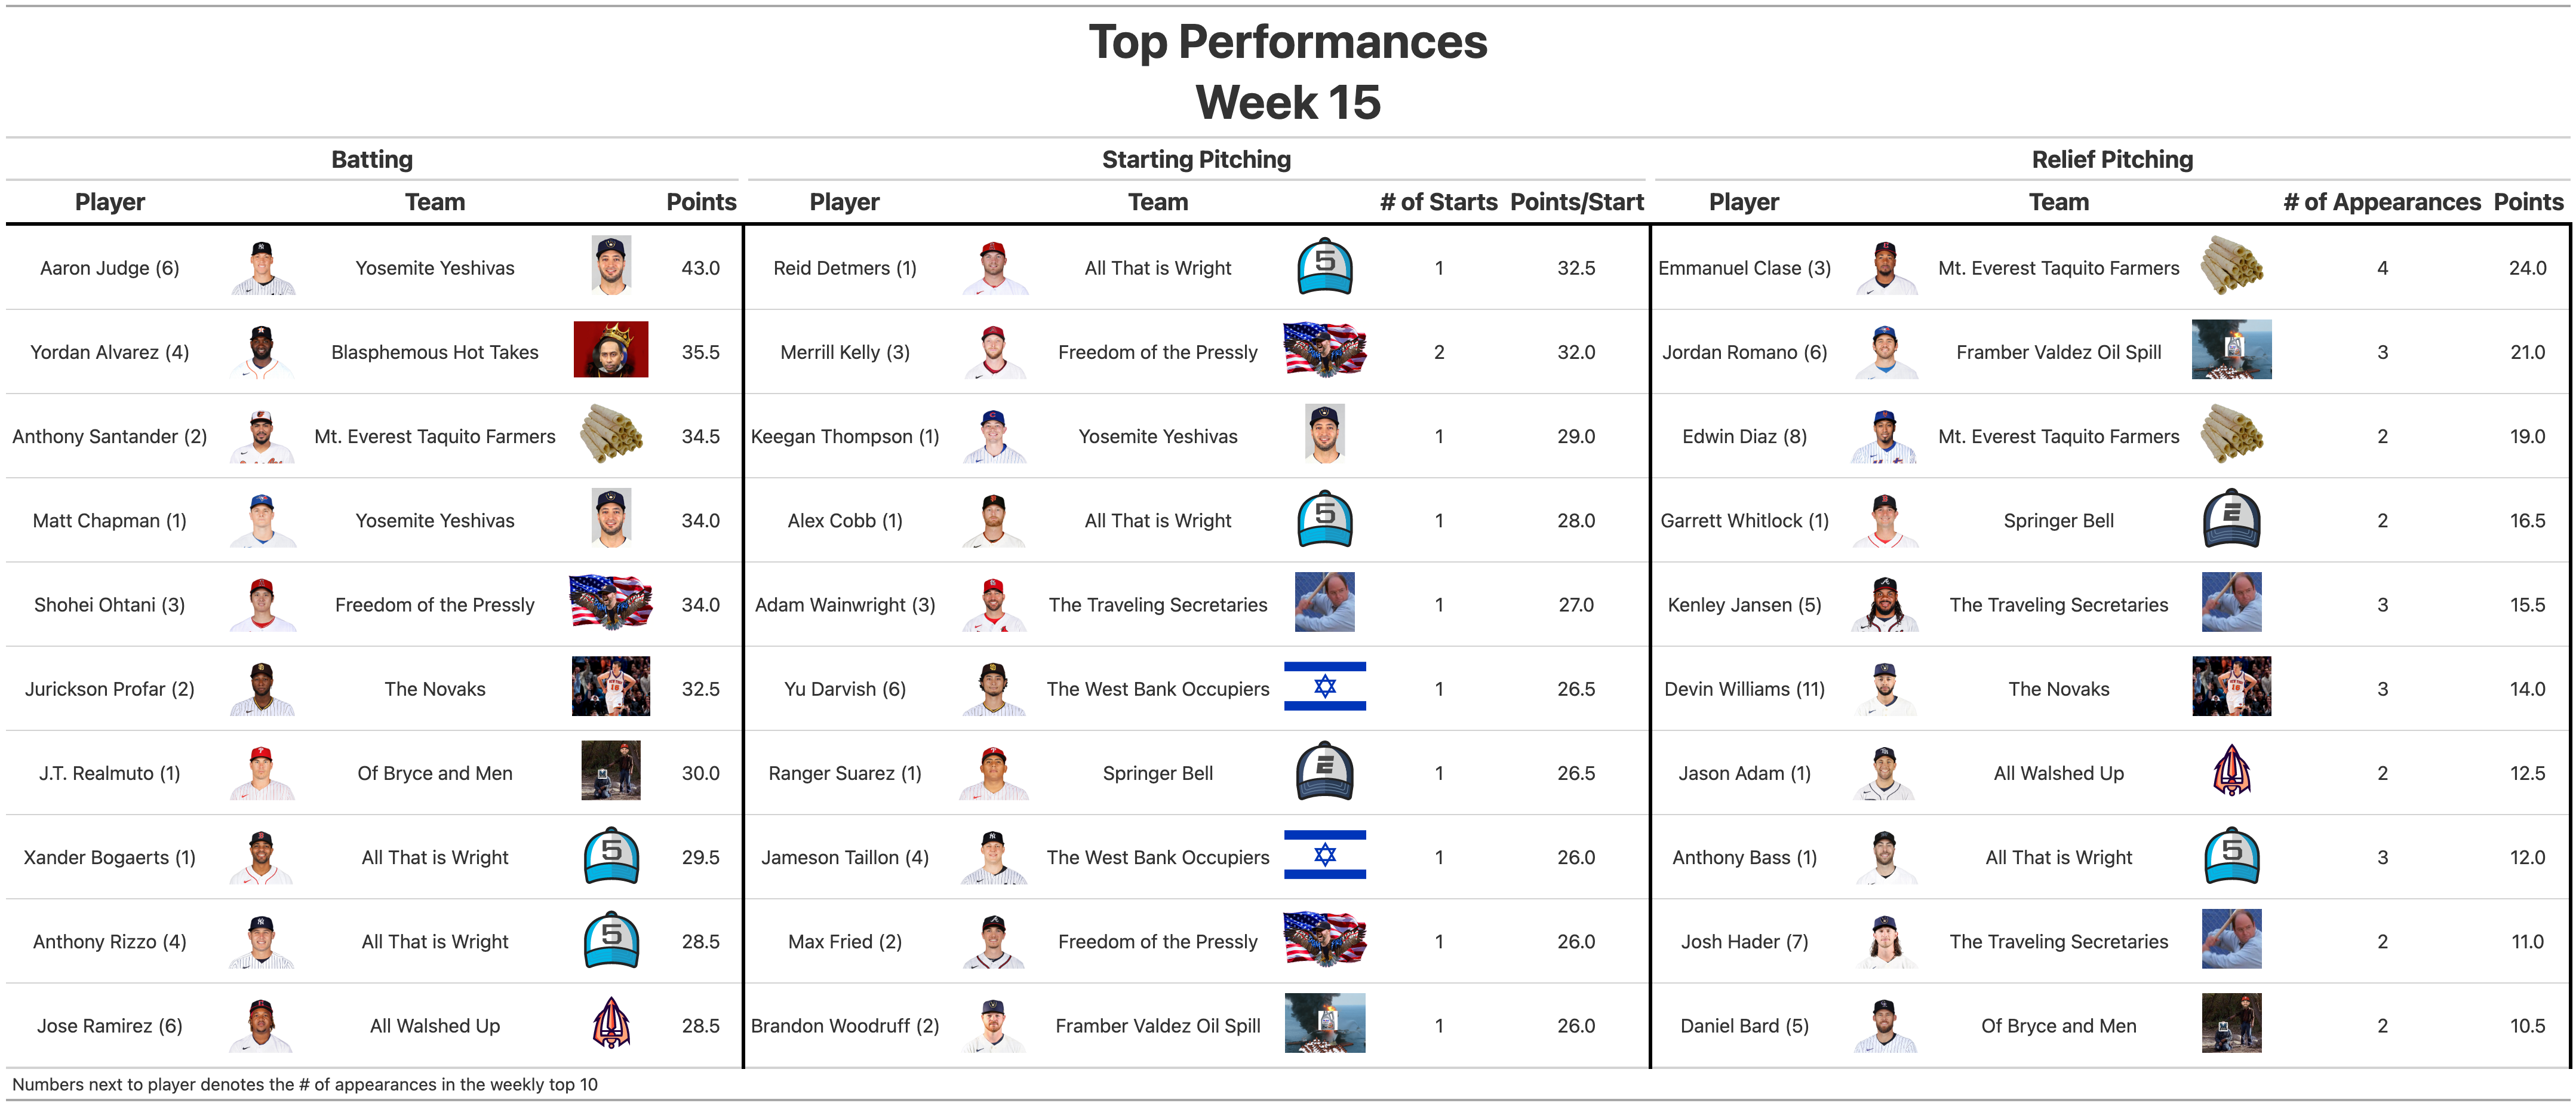 Top Performances
Week 15
Batting Starting Pitching Relief Pitching
Player Team Points Player Team # of Starts Points/Start Player Team # of Appearances Points
Aaron Judge (6) Yosemite Yeshivas 43.0 Reid Detmers (1) All That is Wright 5 1 32.5 Emmanuel Clase (3) Mt. Everest Taquito Farmers 4 24.0
Yordan Alvarez (4) Blasphemous Hot Takes 35.5 Merrill Kelly (3) Freedom of the Pressly 2 32.0 Jordan Romano (6) Framber Valdez Oil Spill 3 21.0
Anthony Santander (2) Mt. Everest Taquito Farmers 34.5 Keegan Thompson (1) Yosemite Yeshivas 1 29.0 Edwin Diaz (8) Mt. Everest Taquito Farmers 2 19.0
Matt Chapman (1) Yosemite Yeshivas 34.0 Alex Cobb (1) All That is Wright 5 1 28.0 Garrett Whitlock (1) Springer Bell E 2 16.5
Shohei Ohtani (3) Freedom of the Pressly 34.0 Adam Wainwright (3) The Traveling Secretaries 1 27.0 Kenley Jansen (5) The Traveling Secretaries 3 15.5
Jurickson Profar (2) The Novaks 32.5 Yu Darvish (6) The West Bank Occupiers 1 26.5 Devin Williams (11) The Novaks 3 14.0
J.T. Realmuto (1) Of Bryce and Men 30.0 Ranger Suarez (1) Springer Bell E 1 26.5 Jason Adam (1) All Walshed Up 2 12.5
Xander Bogaerts (1) All That is Wright 5 29.5 Jameson Taillon (4) The West Bank Occupiers 1 26.0 Anthony Bass (1) All That is Wright 5 3 12.0
Anthony Rizzo (4) All That is Wright 5 28.5 Max Fried (2) Freedom of the Pressly 1 26.0 Josh Hader (7) The Traveling Secretaries 2 11.0
Jose Ramirez (6) All Walshed Up 28.5 Brandon Woodruff (2) Framber Valdez Oil Spill 1 26.0 Daniel Bard (5) Of Bryce and Men 2 10.5
Numbers next to player denotes the # of appearances in the weekly top 10